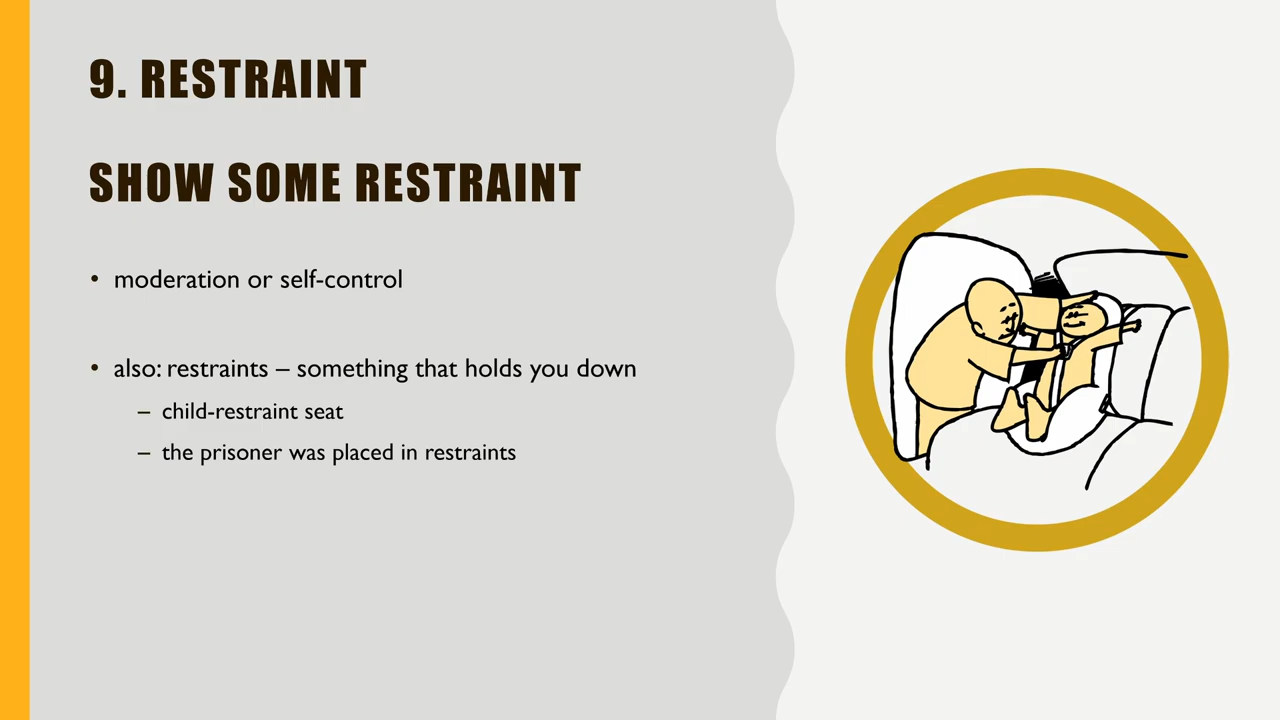 9. RESTRAINT
SHOW SOME RESTRAINT
• moderation or self-control
• also: restraints – something that holds you down
– child-restraint seat
– the prisoner was placed in restraints